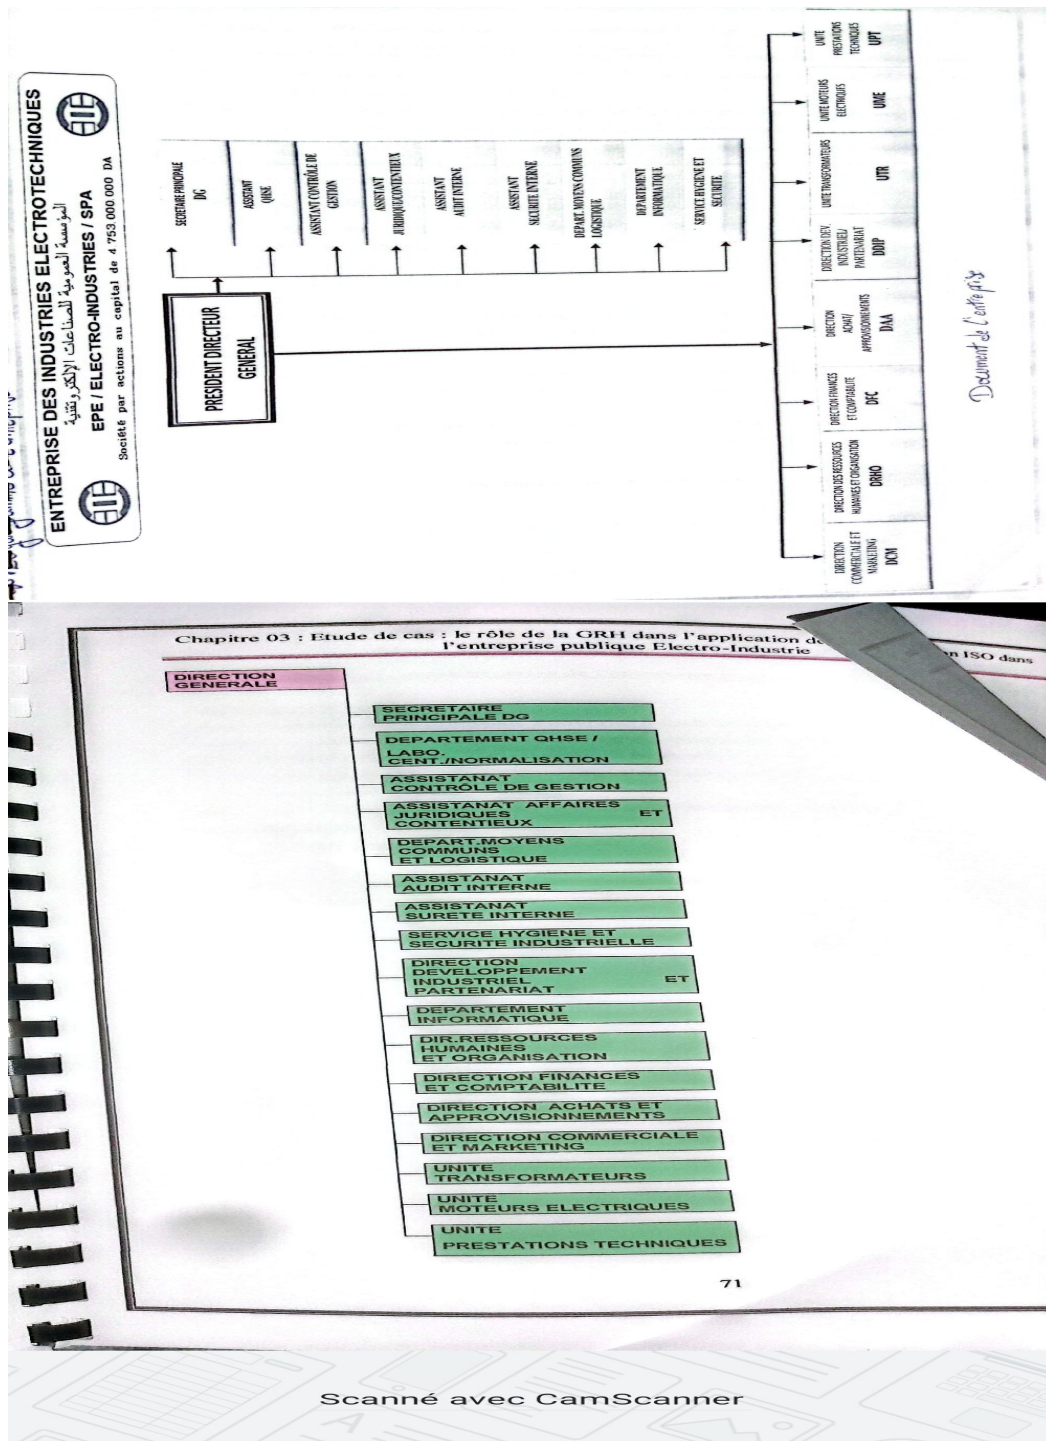 ENTREPRISE DES INDUSTRIES ELECTROTECHNIQUES
المؤسسة العمومية للصناعات الإلكتروتقنية
EPE / ELECTRO-INDUSTRIES / SPA
Société par actions au capital de 4 753.000.000 DA
PRESIDENT DIRECTEUR
GENERAL
SECRETAIRE PRINCIPALE
DG
ASSISTANT
QHSE
ASSISTANT CONTRÔLE DE
GESTION
ASSISTANT
JURIDIQUE/CONTENTIEUX
ASSISTANT
AUDIT INTERNE
ASSISTANT
SECURITE INTERNE
DEPART. MOYENS COMMUNS
LOGISTIQUE
DEPARTEMENT
INFORMATIQUE
SERVICE HYGIENE ET
SECURITE
DIRECTION
COMMERCIALE ET
MARKETING
DCM
DIRECTION DES RESSOURCES
HUMAINES ET ORGANISATION
DRHO
DIRECTION FINANCES
ET COMPTABILITE
DFC
DIRECTION
ACHAT/
APPROVISIONNEMENTS
DAA
DIRECTION DEV.
INDUSTRIEL/
PARTENARIAT
DDIP
UNITE TRANSFORMATEURS
UTR
UNITE MOTEURS
ELECTRIQUES
UME
UNITE
PRESTATIONS
TECHNIQUES
UPT
Document de l'entreprise
Chapitre 03 : Etude de cas : le rôle de la GRH dans l'application de
n ISO dans
l'entreprise publique Electro-Industrie
DIRECTION
GENERALE
SECRETAIRE
PRINCIPALE DG
DEPARTEMENT QHSE /
LABO.
CENT./NORMALISATION
ASSISTANAT
CONTRÔLE DE GESTION
ASSISTANAT AFFAIRES
JURIDIQUES ET
CONTENTIEUX
DEPART.MOYENS
COMMUNS
ET LOGISTIQUE
ASSISTANAT
AUDIT INTERNE
ASSISTANAT
SURETE INTERNE
SERVICE HYGIENE ET
SECURITE INDUSTRIELLE
DIRECTION
DEVELOPPEMENT
INDUSTRIEL ET
PARTENARIAT
DEPARTEMENT
INFORMATIQUE
DIR.RESSOURCES
HUMAINES
ET ORGANISATION
DIRECTION FINANCES
ET COMPTABILITE
DIRECTION ACHATS ET
APPROVISIONNEMENTS
DIRECTION COMMERCIALE
ET MARKETING
UNITE
TRANSFORMATEURS
UNITE
MOTEURS ELECTRIQUES
UNITE
PRESTATIONS TECHNIQUES
71
Scanné avec CamScanner